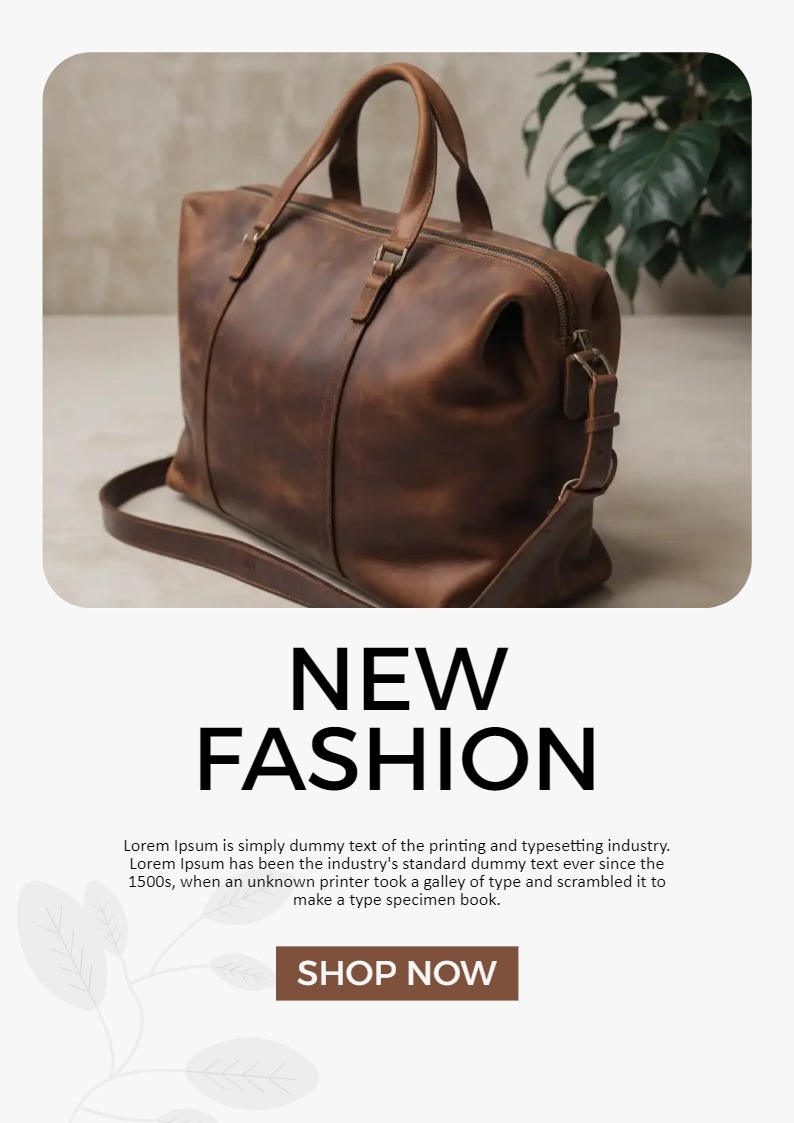 NEW
FASHION
Lorem Ipsum is simply dummy text of the printing and typesetting industry.
Lorem Ipsum has been the industry's standard dummy text ever since the
1500s, when an unknown printer took a galley of type and scrambled it to
make a type specimen book.
SHOP NOW